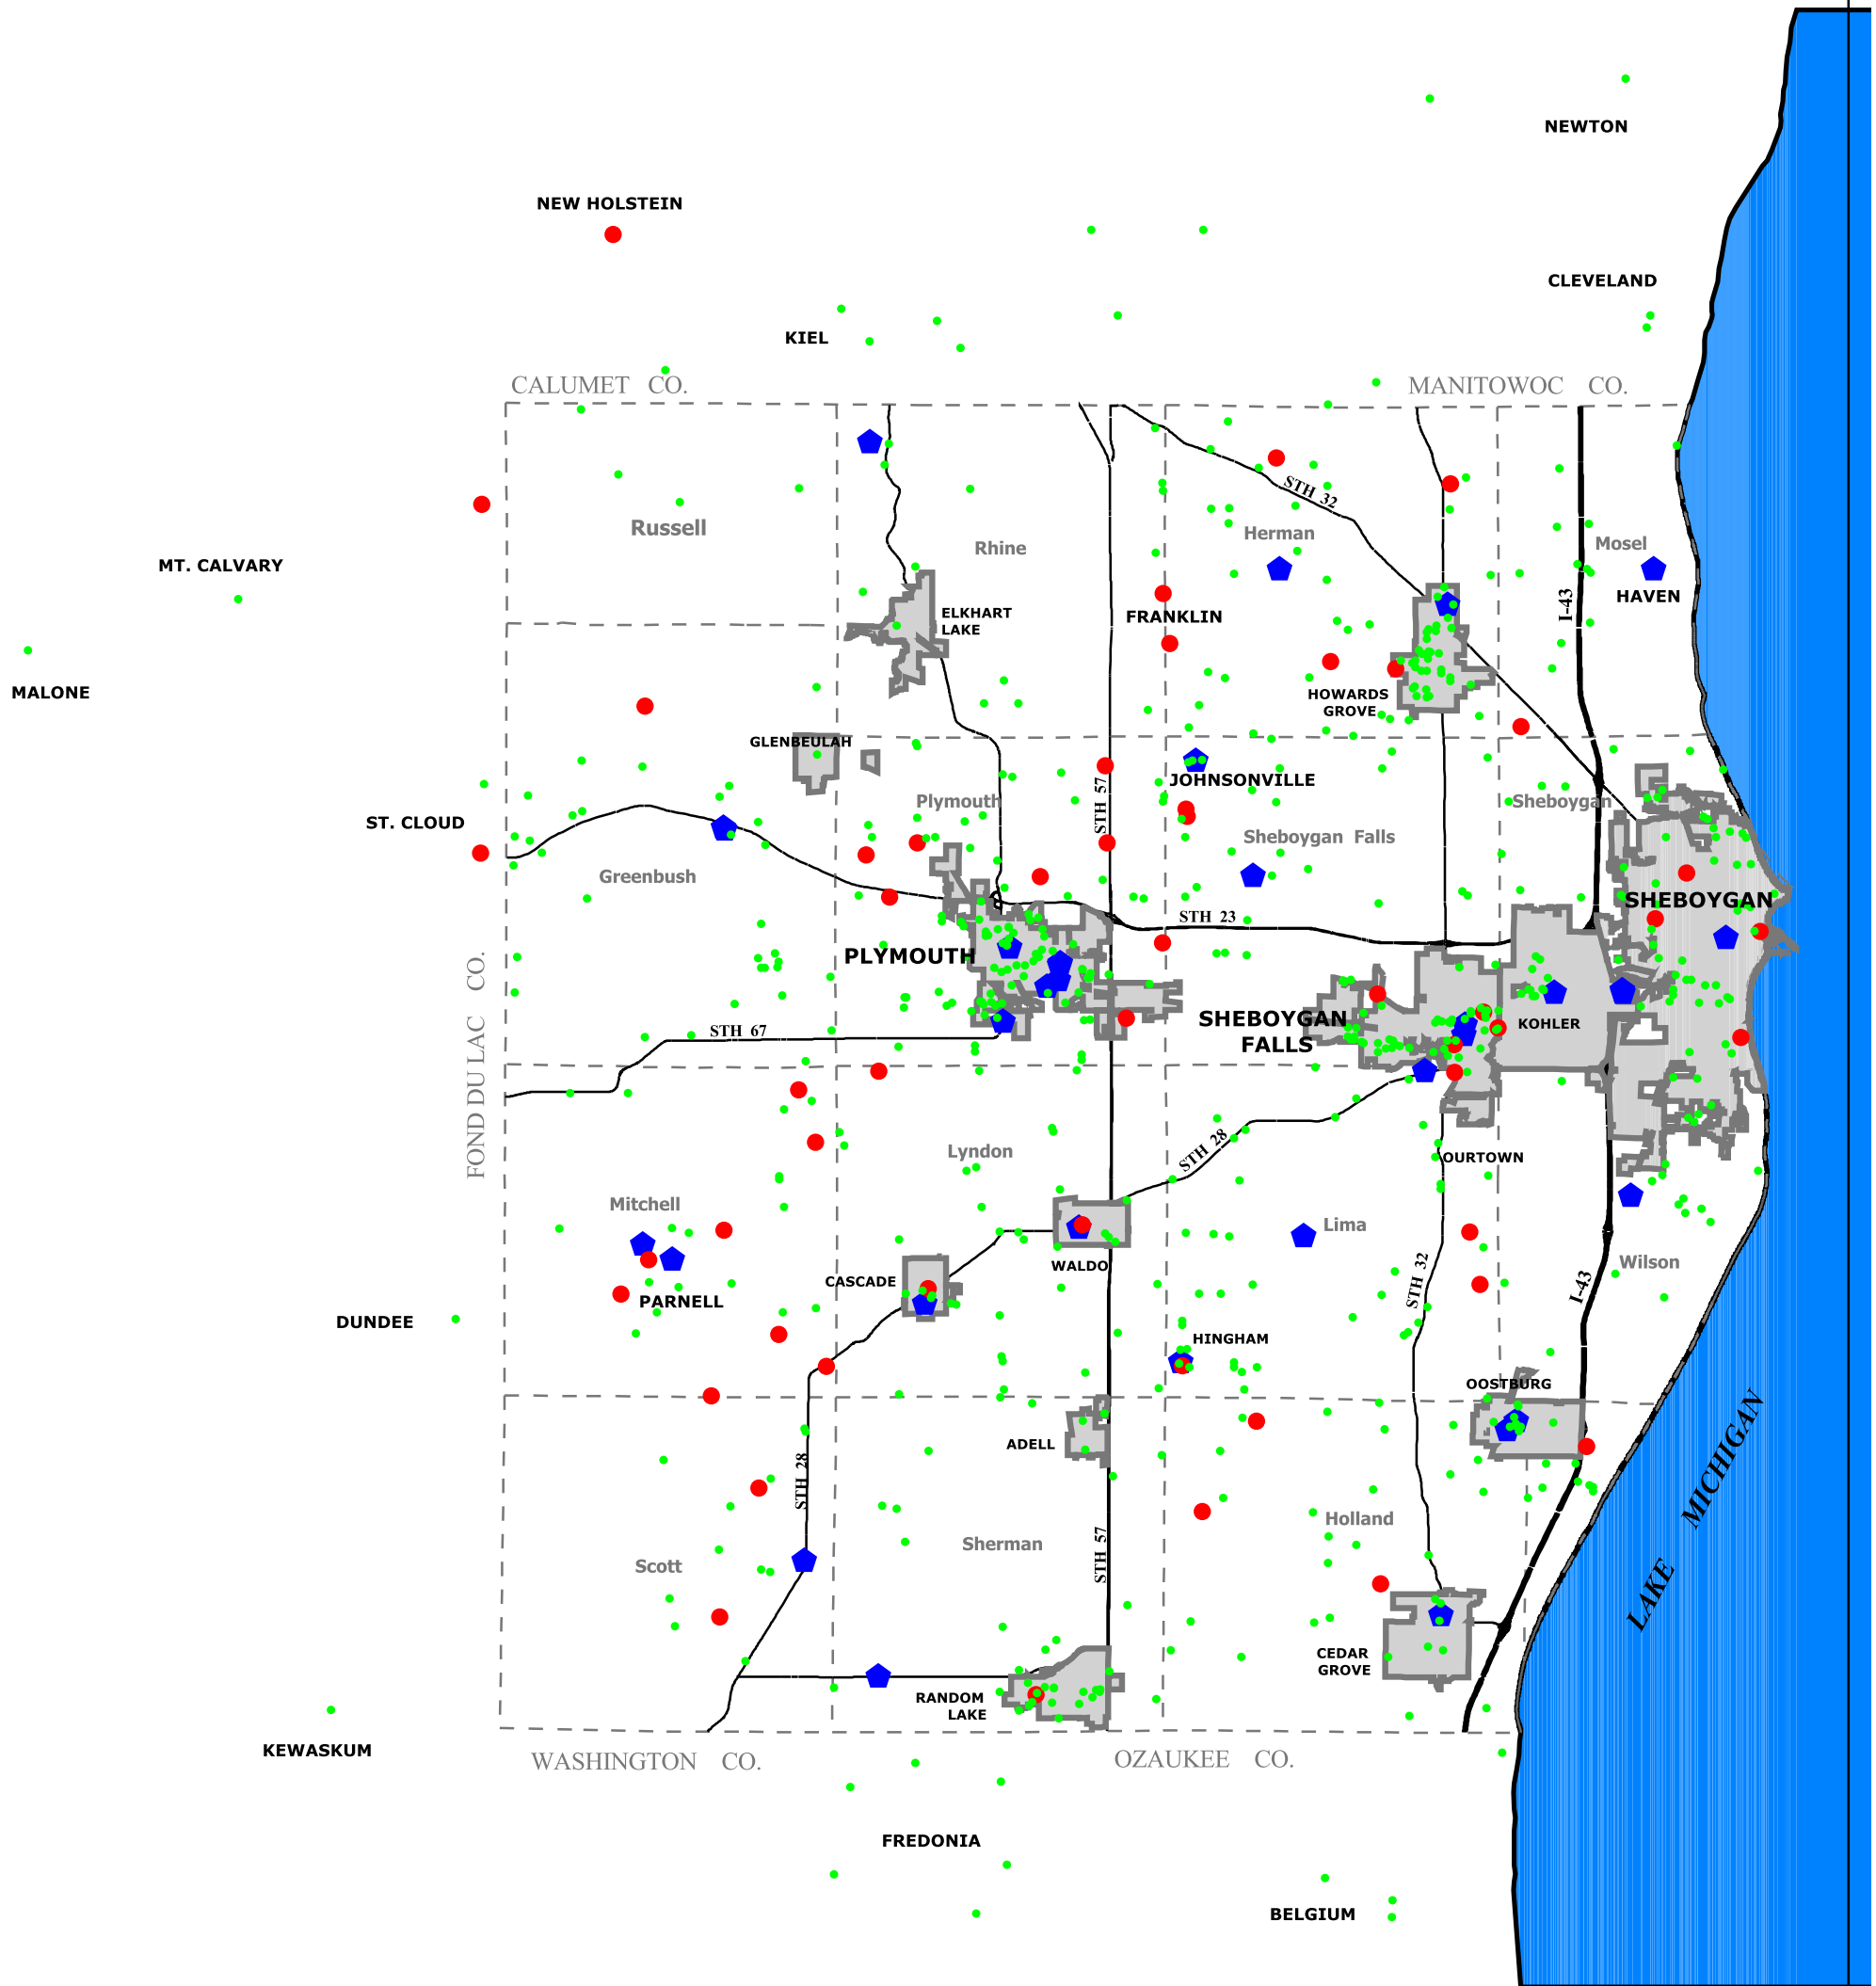 NEWTON
NEW HOLSTEIN
CLEVELAND
KIEL
CALUMET CO.
MANITOWOC CO.
STH 32
Russell
Herman
Rhine
Mosel
MT. CALVARY
HAVEN
I-43
ELKHART
LAKE
FRANKLIN
MALONE
HOWARDS
GROVE
GLENBEULAH
JOHNSONVILLE
STH 57
Plymouth
Sheboygan
ST. CLOUD
Sheboygan Falls
Greenbush
SHEBOYGAN
STH 23
PLYMOUTH
FOND DU LAC CO.
SHEBOYGAN
FALLS
KOHLER
STH 67
Lyndon
STH 28
OURTOWN
Mitchell
Lima
WALDO
Wilson
CASCADE
STH 32
I-43
PARNELL
DUNDEE
HINGHAM
OOSTBURG
ADELL
LAKE MICHIGAN
STH 28
Holland
Sherman
STH 57
Scott
CEDAR
GROVE
RANDOM
LAKE
KEWASKUM
WASHINGTON CO.
OZAUKEE CO.
FREDONIA
BELGIUM